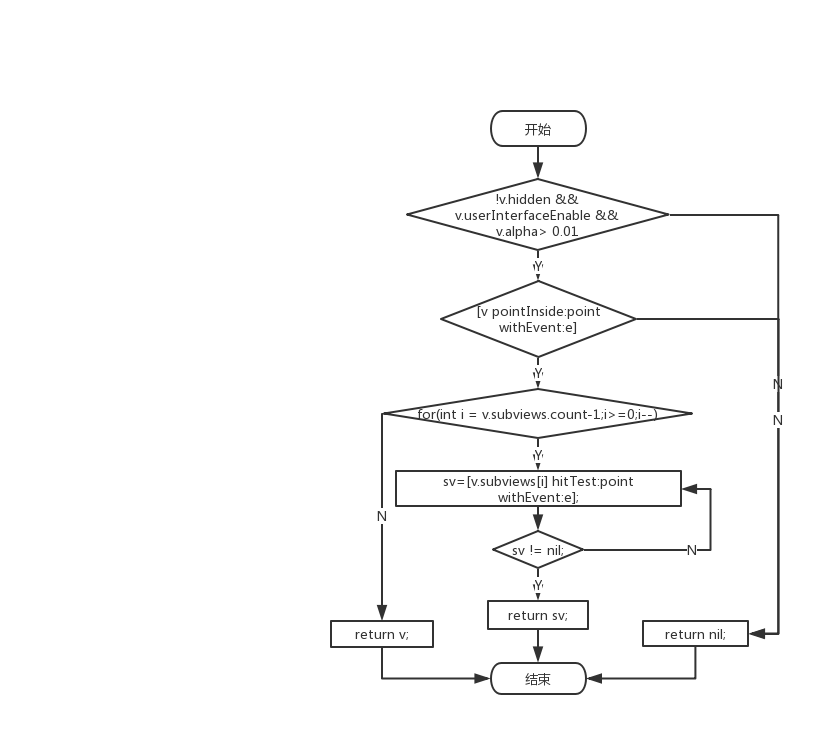 开始
!v.hidden &&
v.userInterfaceEnable &&
v.alpha> 0.01
Y
[v pointInside:point
withEvent:e]
Y
N
for(int i = v.subviews.count-1;i>=0;i--)
N
Y
sv=[v.subviews[i] hitTest:point
withEvent:e];
N
sv != nil;
N
Y
return v;
return sv;
return nil;
结束